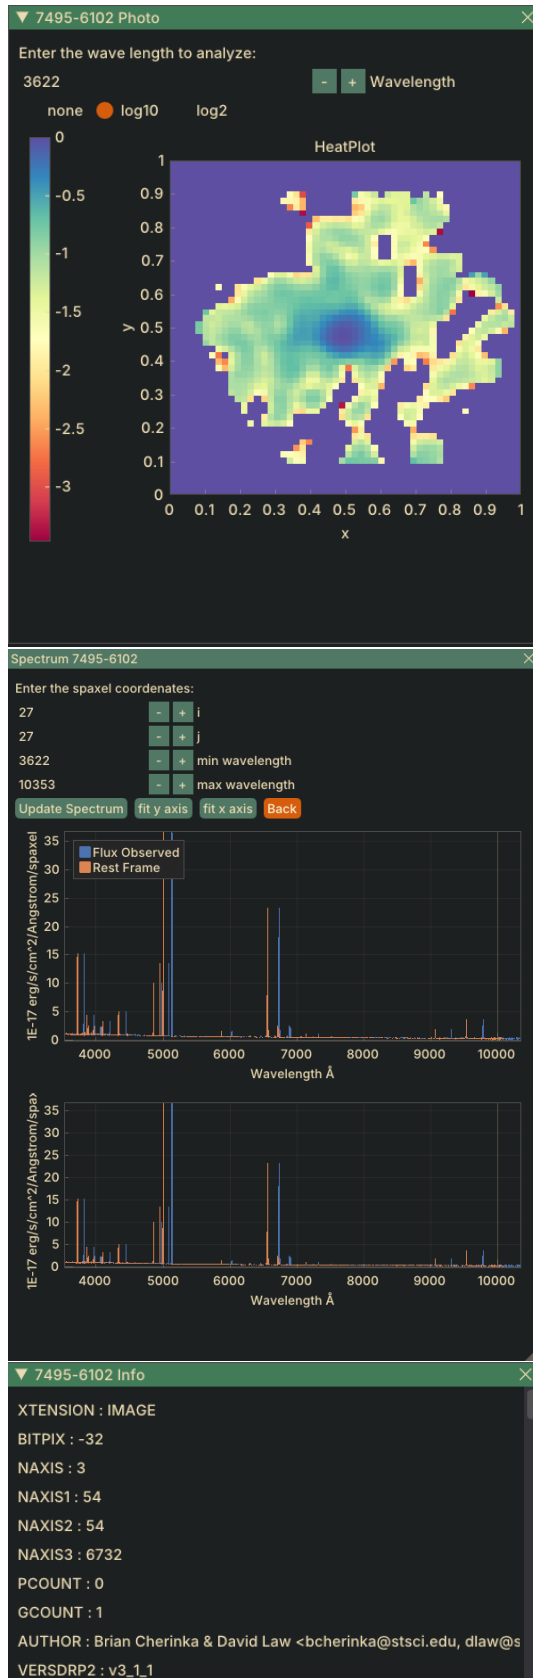 7495-6102 Photo
Enter the wave length to analyze:
3622 - + Wavelength
none log10 log2
HeatPlot
0
-0.5
-1
-1.5
-2
-2.5
-3
y
1
0.9
0.8
0.7
0.6
0.5
0.4
0.3
0.2
0.1
0
0 0.1 0.2 0.3 0.4 0.5 0.6 0.7 0.8 0.9 1
x
Spectrum 7495-6102
Enter the spaxel coordenates:
27 - + i
27 - + j
3622 - + min wavelength
10353 - + max wavelength
Update Spectrum fit y axis fit x axis Back
1E-17 erg/s/cm^2/Angstrom/spaxel
35
30
25
20
15
10
5
0
Flux Observed
Rest Frame
4000 5000 6000 7000 8000 9000 10000
Wavelength Å
1E-17 erg/s/cm^2/Angstrom/spax
35
30
25
20
15
10
5
0
4000 5000 6000 7000 8000 9000 10000
Wavelength Å
7495-6102 Info
XTENSION : IMAGE
BITPIX : -32
NAXIS : 3
NAXIS1 : 54
NAXIS2 : 54
NAXIS3 : 6732
PCOUNT : 0
GCOUNT : 1
AUTHOR : Brian Cherinka & David Law <bcherinka@stsci.edu, dlaw@s
VERSDRP2 : v3_1_1